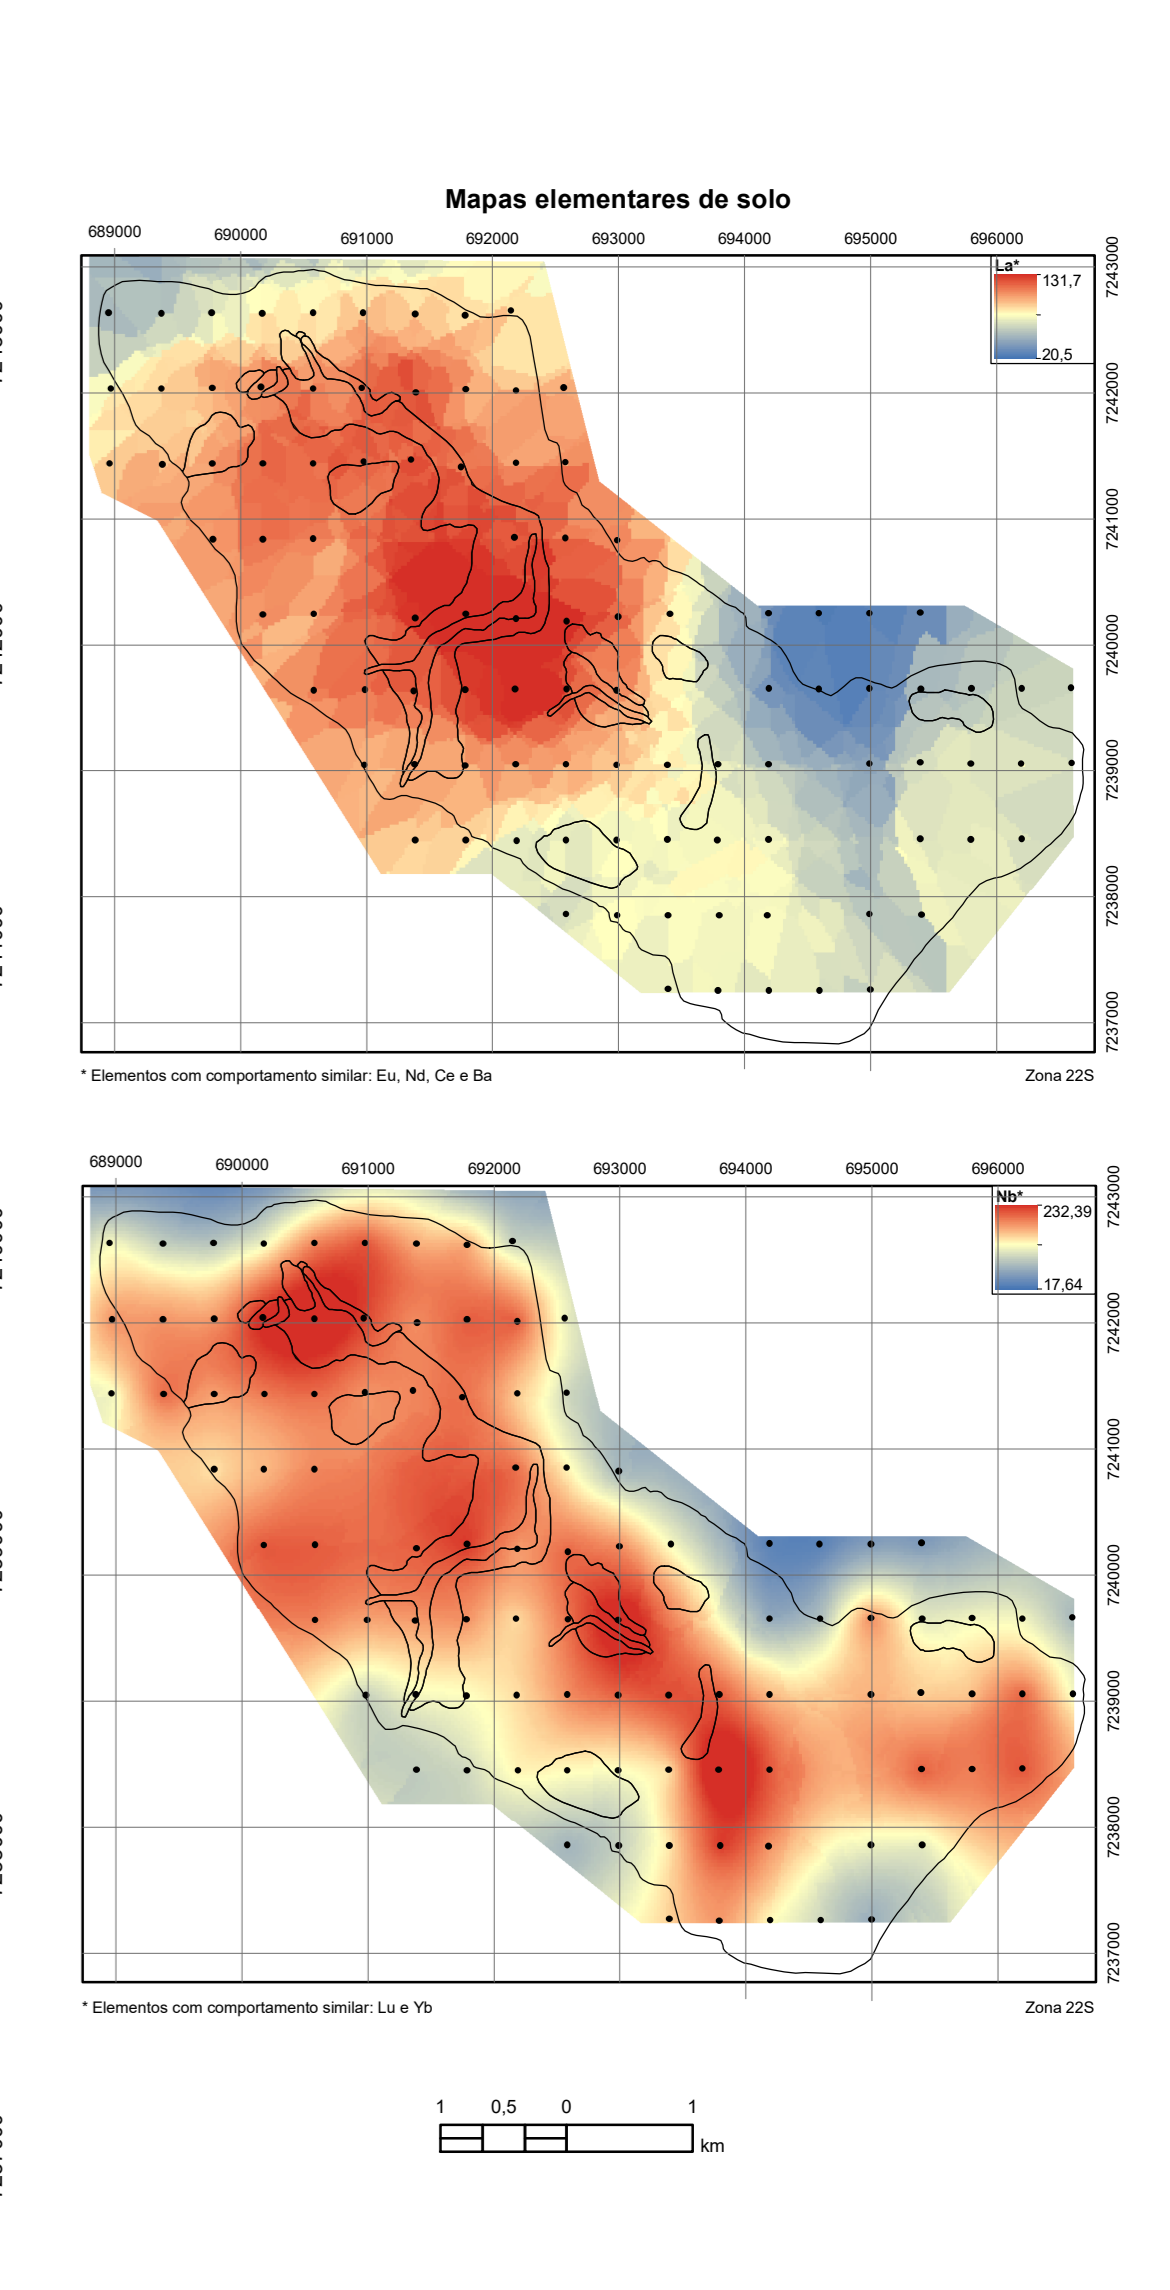 Mapas elementares de solo
689000 690000 691000 692000 693000 694000 695000 696000
La*
131,7
20,5
7243000
7242000
7241000
7240000
7239000
7238000
7237000
* Elementos com comportamento similar: Eu, Nd, Ce e Ba
Zona 22S
689000 690000 691000 692000 693000 694000 695000 696000
Nb*
232,39
17,64
7243000
7242000
7241000
7240000
7239000
7238000
7237000
* Elementos com comportamento similar: Lu e Yb
Zona 22S
1 0,5 0 1
km